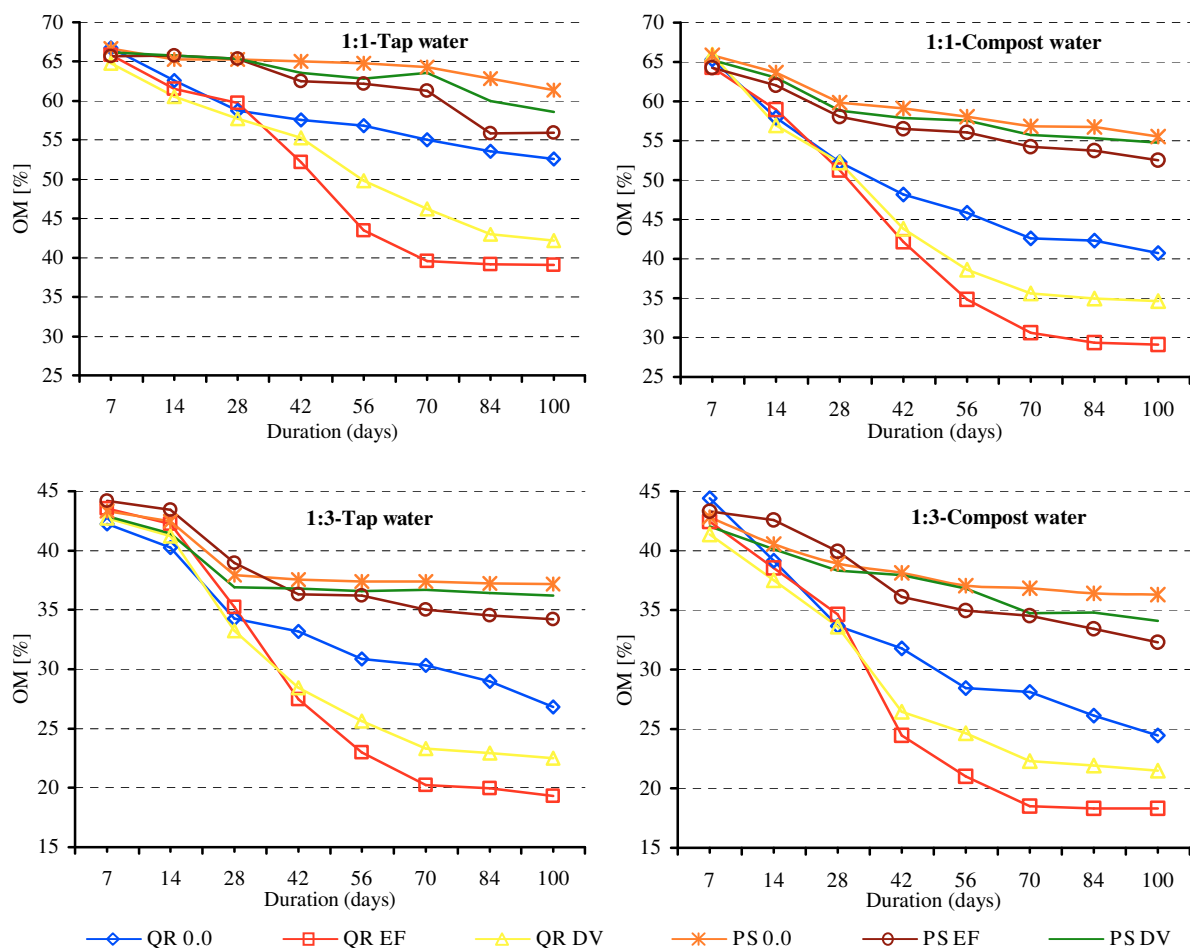 1:1-Tap water
OM [%]
70
65
60
55
50
45
40
35
30
25
7 14 28 42 56 70 84 100
Duration (days)
1:1-Compost water
OM [%]
70
65
60
55
50
45
40
35
30
25
7 14 28 42 56 70 84 100
Duration (days)
1:3-Tap water
OM [%]
45
40
35
30
25
20
15
7 14 28 42 56 70 84 100
Duration (days)
1:3-Compost water
OM [%]
45
40
35
30
25
20
15
7 14 28 42 56 70 84 100
Duration (days)
QR 0.0 QR EF QR DV PS 0.0 PS EF PS DV